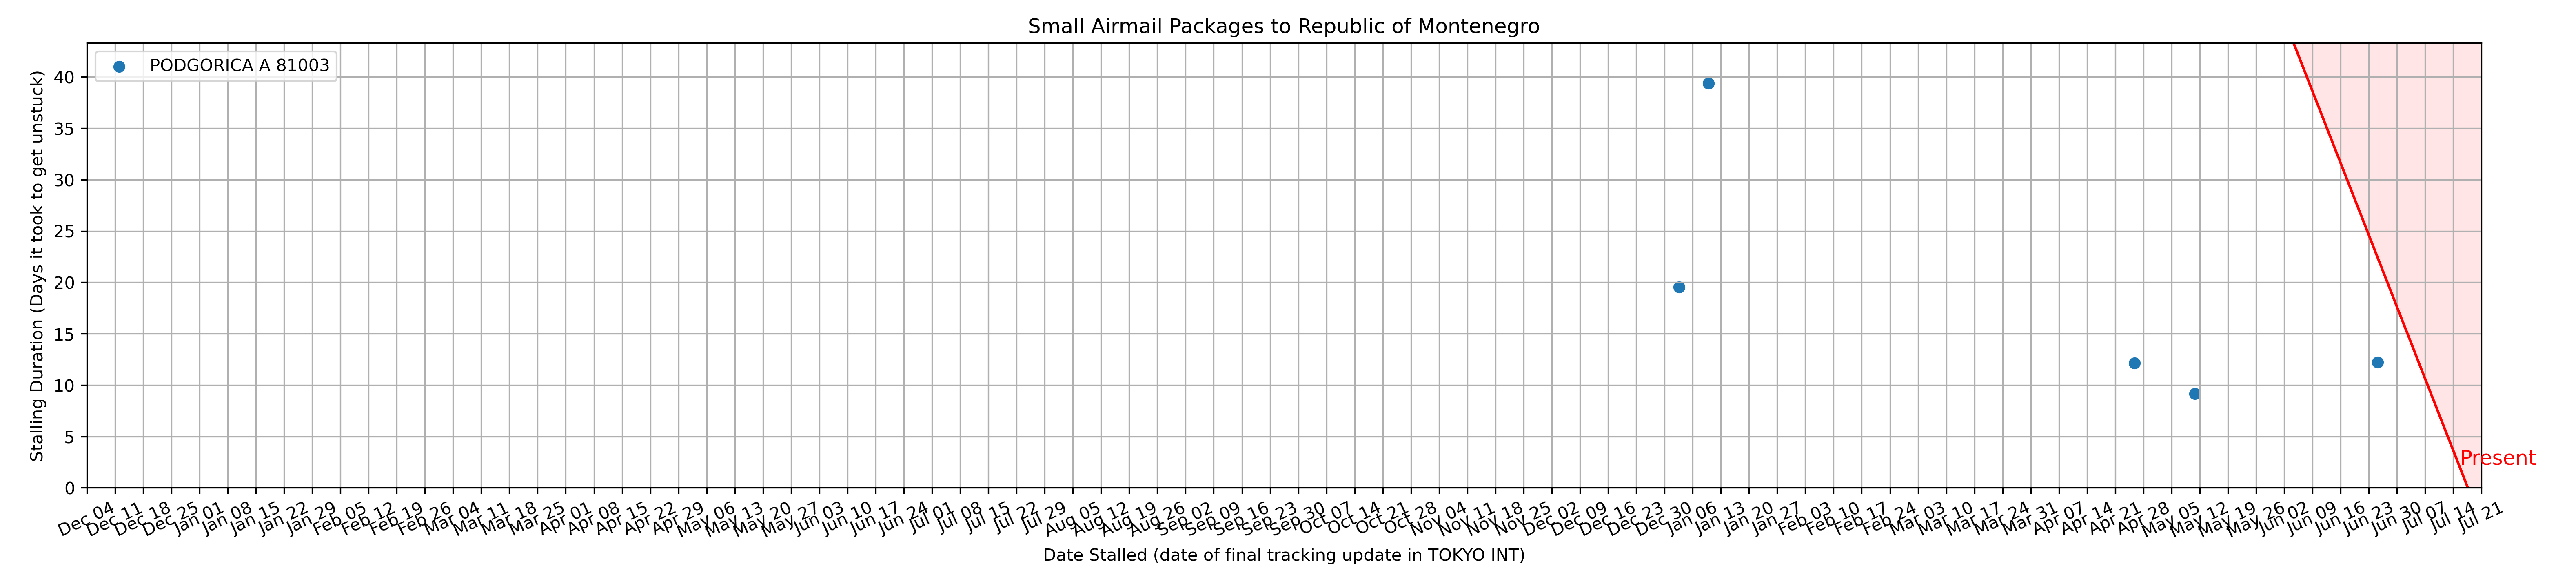 Small Airmail Packages to Republic of Montenegro
PODGORICA A 81003
Stalling Duration (Days it took to get unstuck)
40
35
30
25
20
15
10
5
0
Present
Dec 04 Dec 11 Dec 18 Dec 25 Jan 01 Jan 08 Jan 15 Jan 22 Jan 29 Feb 05 Feb 12 Feb 19 Feb 26 Mar 04 Mar 11 Mar 18 Mar 25 Apr 01 Apr 08 Apr 15 Apr 22 Apr 29 May 06 May 13 May 20 May 27 Jun 03 Jun 10 Jun 17 Jun 24 Jul 01 Jul 08 Jul 15 Jul 22 Jul 29 Aug 05 Aug 12 Aug 19 Aug 26 Sep 02 Sep 09 Sep 16 Sep 23 Sep 30 Oct 07 Oct 14 Oct 21 Oct 28 Nov 04 Nov 11 Nov 18 Nov 25 Dec 02 Dec 09 Dec 16 Dec 23 Dec 30 Jan 06 Jan 13 Jan 20 Jan 27 Feb 03 Feb 10 Feb 17 Feb 24 Mar 03 Mar 10 Mar 17 Mar 24 Mar 31 Apr 07 Apr 14 Apr 21 Apr 28 May 05 May 12 May 19 May 26 Jun 02 Jun 09 Jun 16 Jun 23 Jun 30 Jul 07 Jul 14 Jul 21
Date Stalled (date of final tracking update in TOKYO INT)